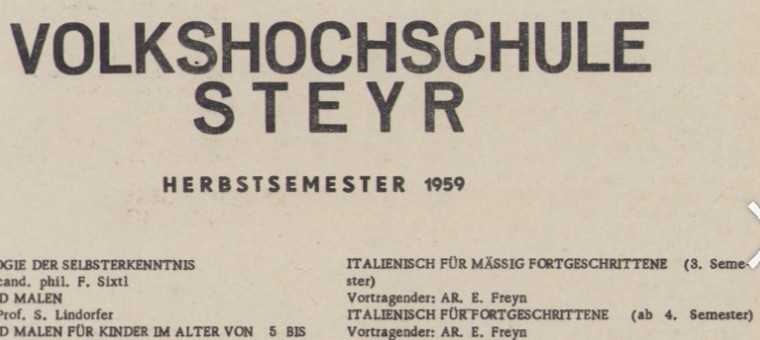 VOLKSHOCHSCHULE
STEYR
HERBSTSEMESTER 1959
OGIE DER SELBSTERKENNTNIS
cand. phil. F. Sixtl
D MALEN
Prof. S. Lindorfer
D MALEN FÜR KINDER IM ALTER VON 5 BIS
ITALIENISCH FÜR MÄSSIG FORTGESCHRITTENE (3. Seme-
ster)
Vortragender: AR. E. Freyn
ITALIENISCH FÜR FORTGESCHRITTENE (ab 4. Semester)
Vortragender: AR. E. Freyn